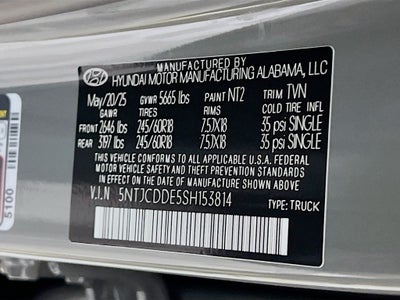 MANUFACTURED BY
HYUNDAI MOTOR MANUFACTURING ALABAMA, LLC
May/20/25 GVWR 5665 lbs PAINT NT2 TRIM TVN
GAWR TIRES RIMS COLD TIRE INFL
FRONT 2646 lbs 245/60R18 7.5JX18 35 psi SINGLE
REAR 3197 lbs 245/60R18 7.5JX18 35 psi SINGLE
THIS VEHICLE CONFORMS TO ALL APPLICABLE FEDERAL
MOTOR VEHICLE SAFETY AND THEFT PREVENTION STANDARDS
IN EFFECT ON THE DATE OF MANUFACTURE SHOWN ABOVE.
V.I.N 5NTJCDDE5SH153814 TYPE: TRUCK
5100